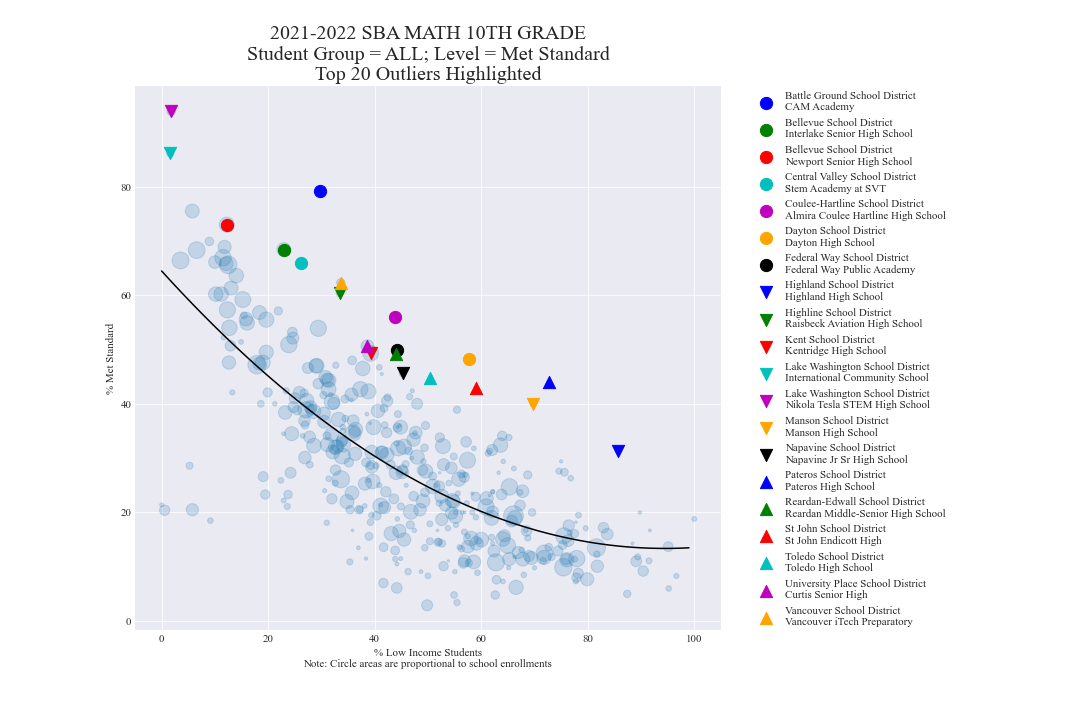 2021-2022 SBA MATH 10TH GRADE
Student Group = ALL; Level = Met Standard
Top 20 Outliers Highlighted
% Met Standard
80
60
40
20
0
0 20 40 60 80 100
% Low Income Students
Note: Circle areas are proportional to school enrollments
Battle Ground School District
CAM Academy
Bellevue School District
Interlake Senior High School
Bellevue School District
Newport Senior High School
Central Valley School District
Stem Academy at SVT
Coulee-Hartline School District
Almira Coulee Hartline High School
Dayton School District
Dayton High School
Federal Way School District
Federal Way Public Academy
Highland School District
Highland High School
Highline School District
Raisbeck Aviation High School
Kent School District
Kentridge High School
Lake Washington School District
International Community School
Lake Washington School District
Nikola Tesla STEM High School
Manson School District
Manson High School
Napavine School District
Napavine Jr Sr High School
Pateros School District
Pateros High School
Reardan-Edwall School District
Reardan Middle-Senior High School
St John School District
St John Endicott High
Toledo School District
Toledo High School
University Place School District
Curtis Senior High
Vancouver School District
Vancouver iTech Preparatory